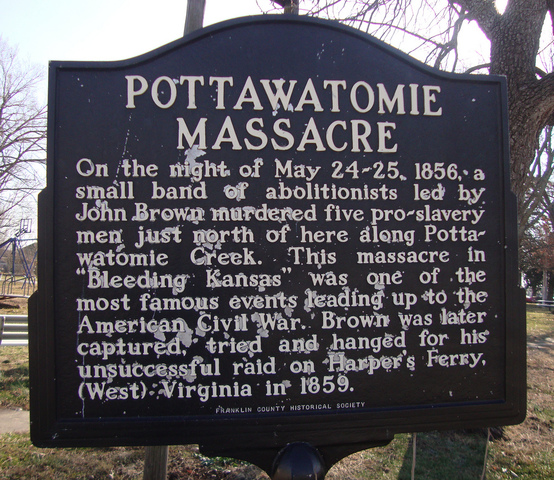 POTTAWATOMIE
MASSACRE
On the night of May 24-25, 1856, a
small band of abolitionists led by
John Brown murdered five pro-slavery
men just north of here along Potta-
watomie Creek. This massacre in
"Bleeding Kansas" was one of the
most famous events leading up to the
American Civil War. Brown was later
captured, tried and hanged for his
unsuccessful raid on Harper's Ferry,
(West) Virginia in 1859.
FRANKLIN COUNTY HISTORICAL SOCIETY